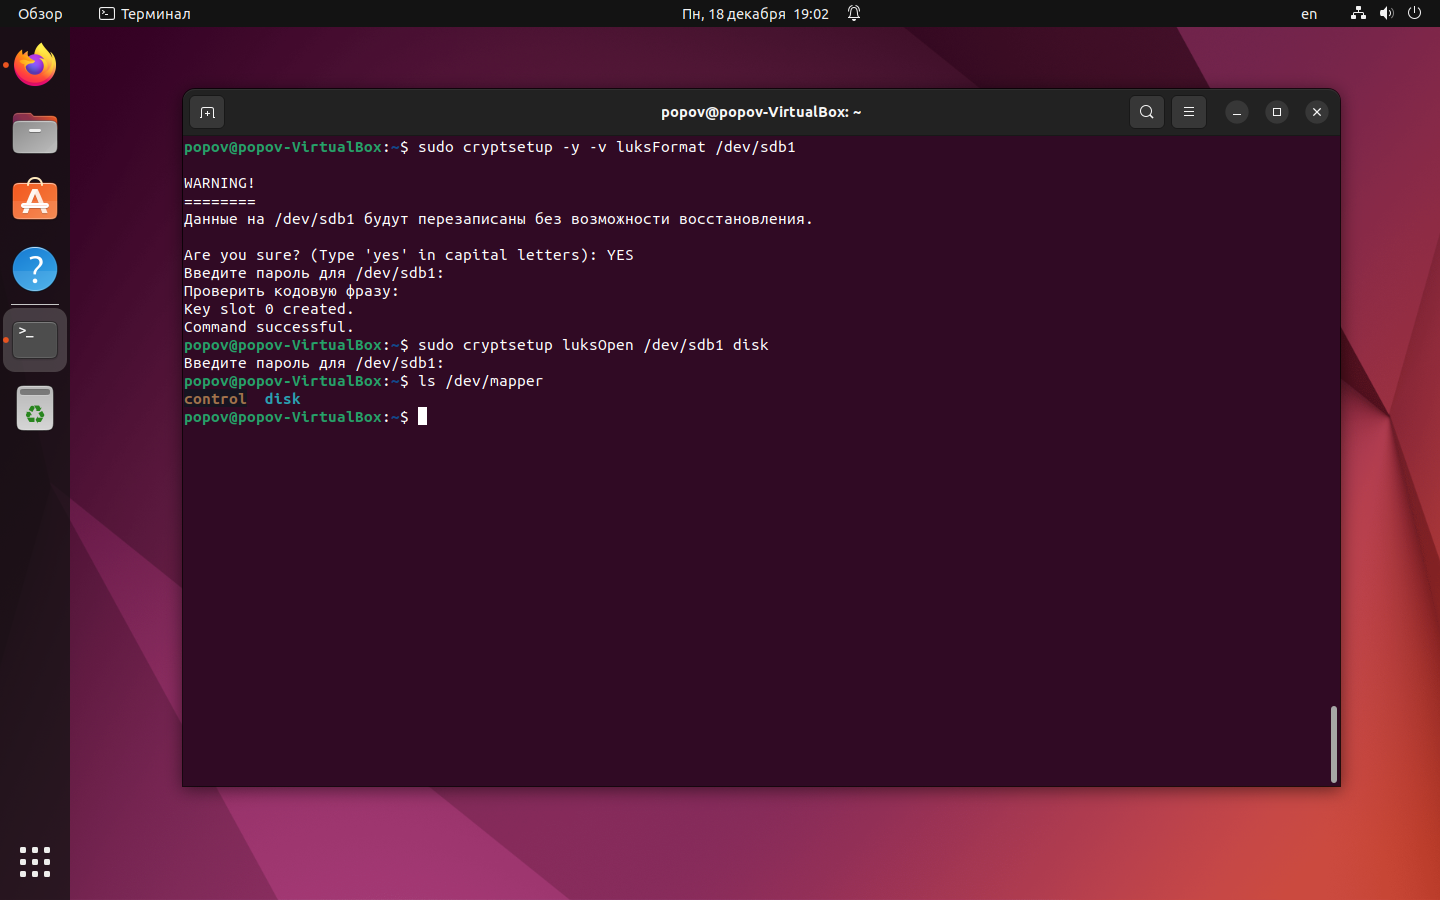 Обзор
Терминал
Пн, 18 декабря 19:02
en
popov@popov-VirtualBox: ~
popov@popov-VirtualBox:~$ sudo cryptsetup -y -v luksFormat /dev/sdb1
WARNING!
========
Данные на /dev/sdb1 будут перезаписаны без возможности восстановления.
Are you sure? (Type 'yes' in capital letters): YES
Введите пароль для /dev/sdb1:
Проверить кодовую фразу:
Key slot 0 created.
Command successful.
popov@popov-VirtualBox:~$ sudo cryptsetup luksOpen /dev/sdb1 disk
Введите пароль для /dev/sdb1:
popov@popov-VirtualBox:~$ ls /dev/mapper
control  disk
popov@popov-VirtualBox:~$